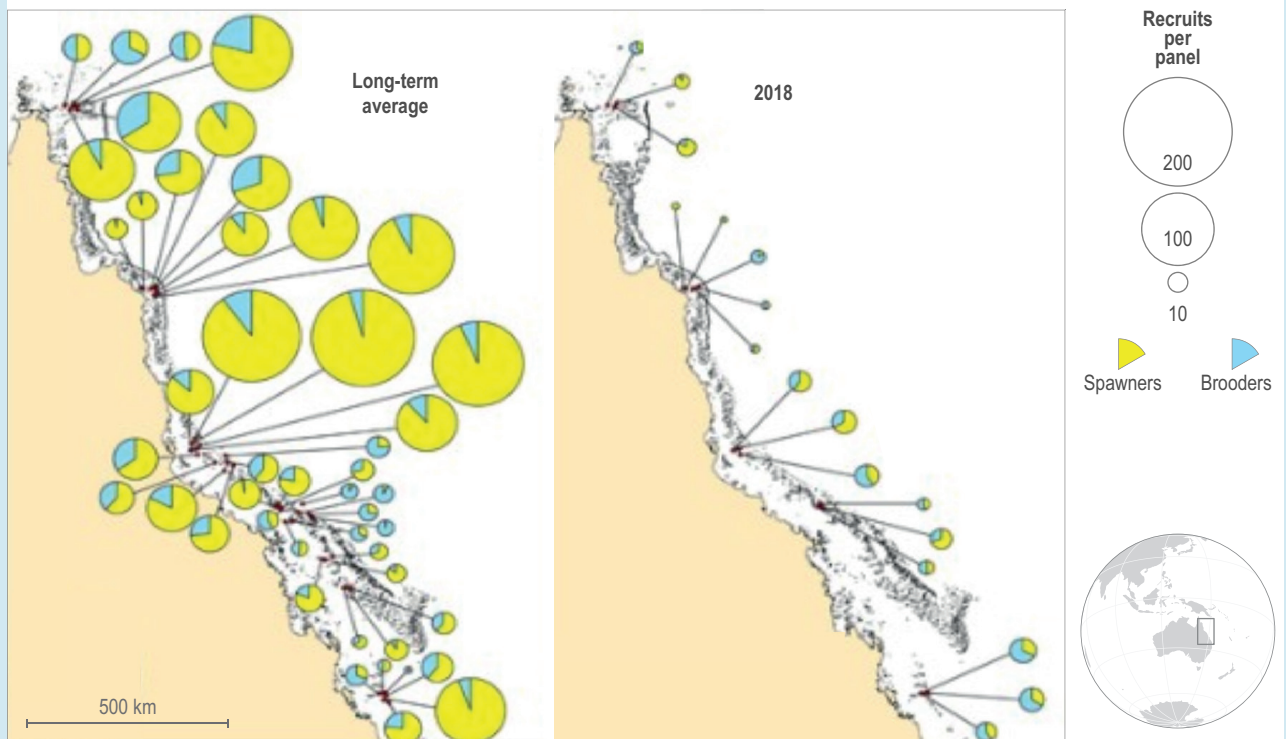 Long-term
average
2018
Recruits
per
panel
200
100
10
Spawners
Brooders
500 km